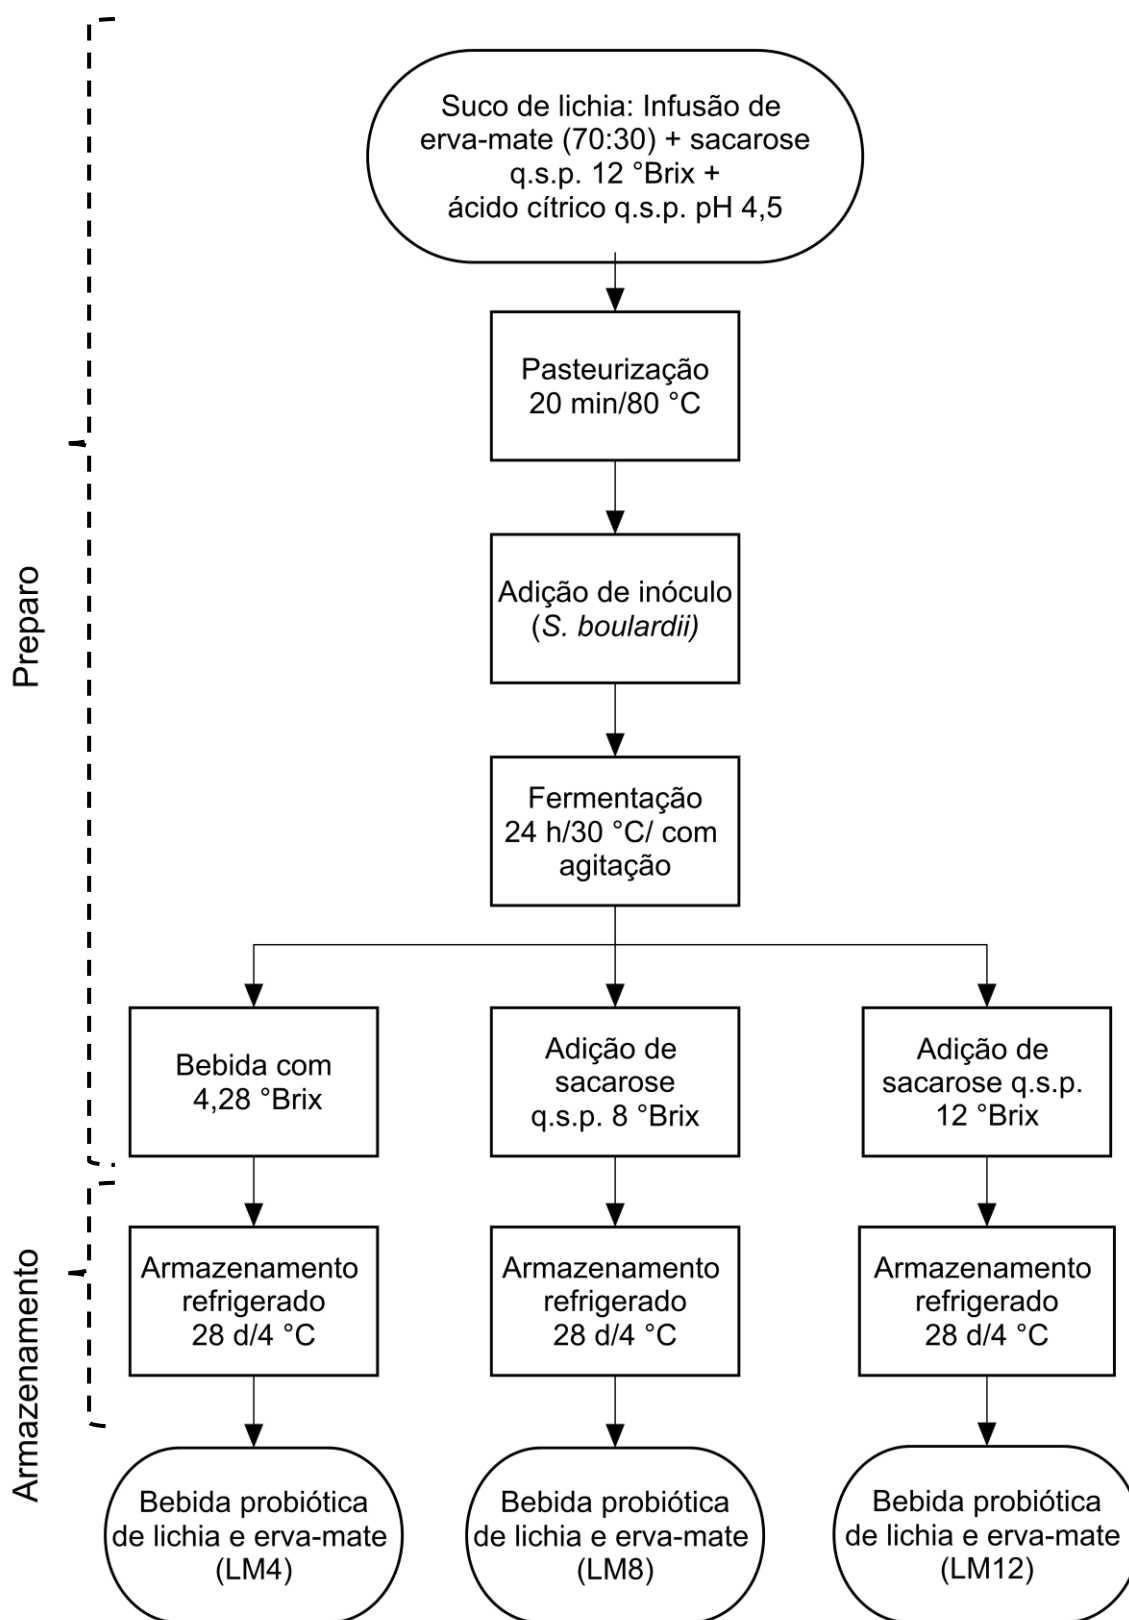 Preparo
Suco de lichia: Infusão de
erva-mate (70:30) + sacarose
q.s.p. 12 °Brix +
ácido cítrico q.s.p. pH 4,5
Pasteurização
20 min/80 °C
Adição de inóculo
(S. boulardii)
Fermentação
24 h/30 °C/ com
agitação
Bebida com
4,28 °Brix
Adição de
sacarose
q.s.p. 8 °Brix
Adição de
sacarose q.s.p.
12 °Brix
Armazenamento
Armazenamento
refrigerado
28 d/4 °C
Armazenamento
refrigerado
28 d/4 °C
Armazenamento
refrigerado
28 d/4 °C
Bebida probiótica
de lichia e erva-mate
(LM4)
Bebida probiótica
de lichia e erva-mate
(LM8)
Bebida probiótica
de lichia e erva-mate
(LM12)